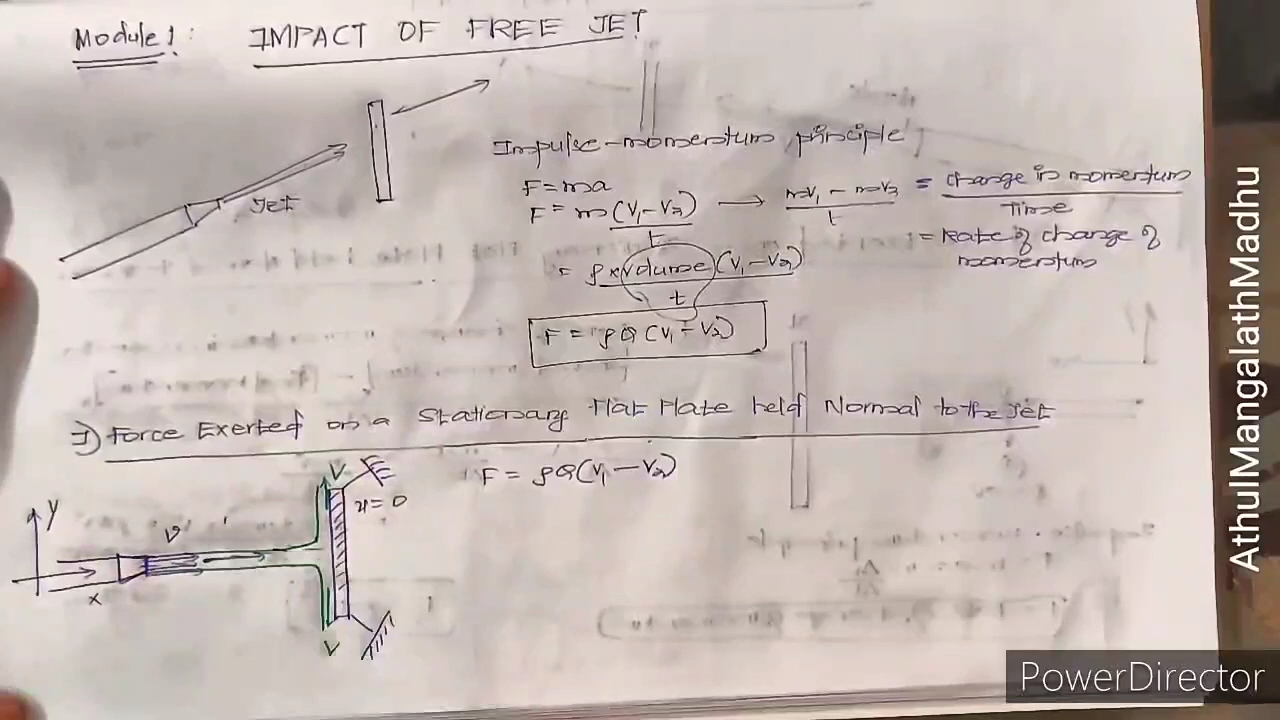 Module 1: IMPACT OF FREE JET
Jet
Impulse-momentum principle
F = ma
F = m(V₁-V₂)/t → mV₁ - mV₂/t = change in momentum/Time
= Rate of change of momentum
= ρ x volume (V₁-V₂)/t
F = ρQ(V₁-V₂)
I) Force Exerted on a Stationary Flat Plate held Normal to the Jet
F = ρQ(V₁-V₂)
V
u = 0
y
V
x
V
AthulMangalathMadhu
PowerDirector